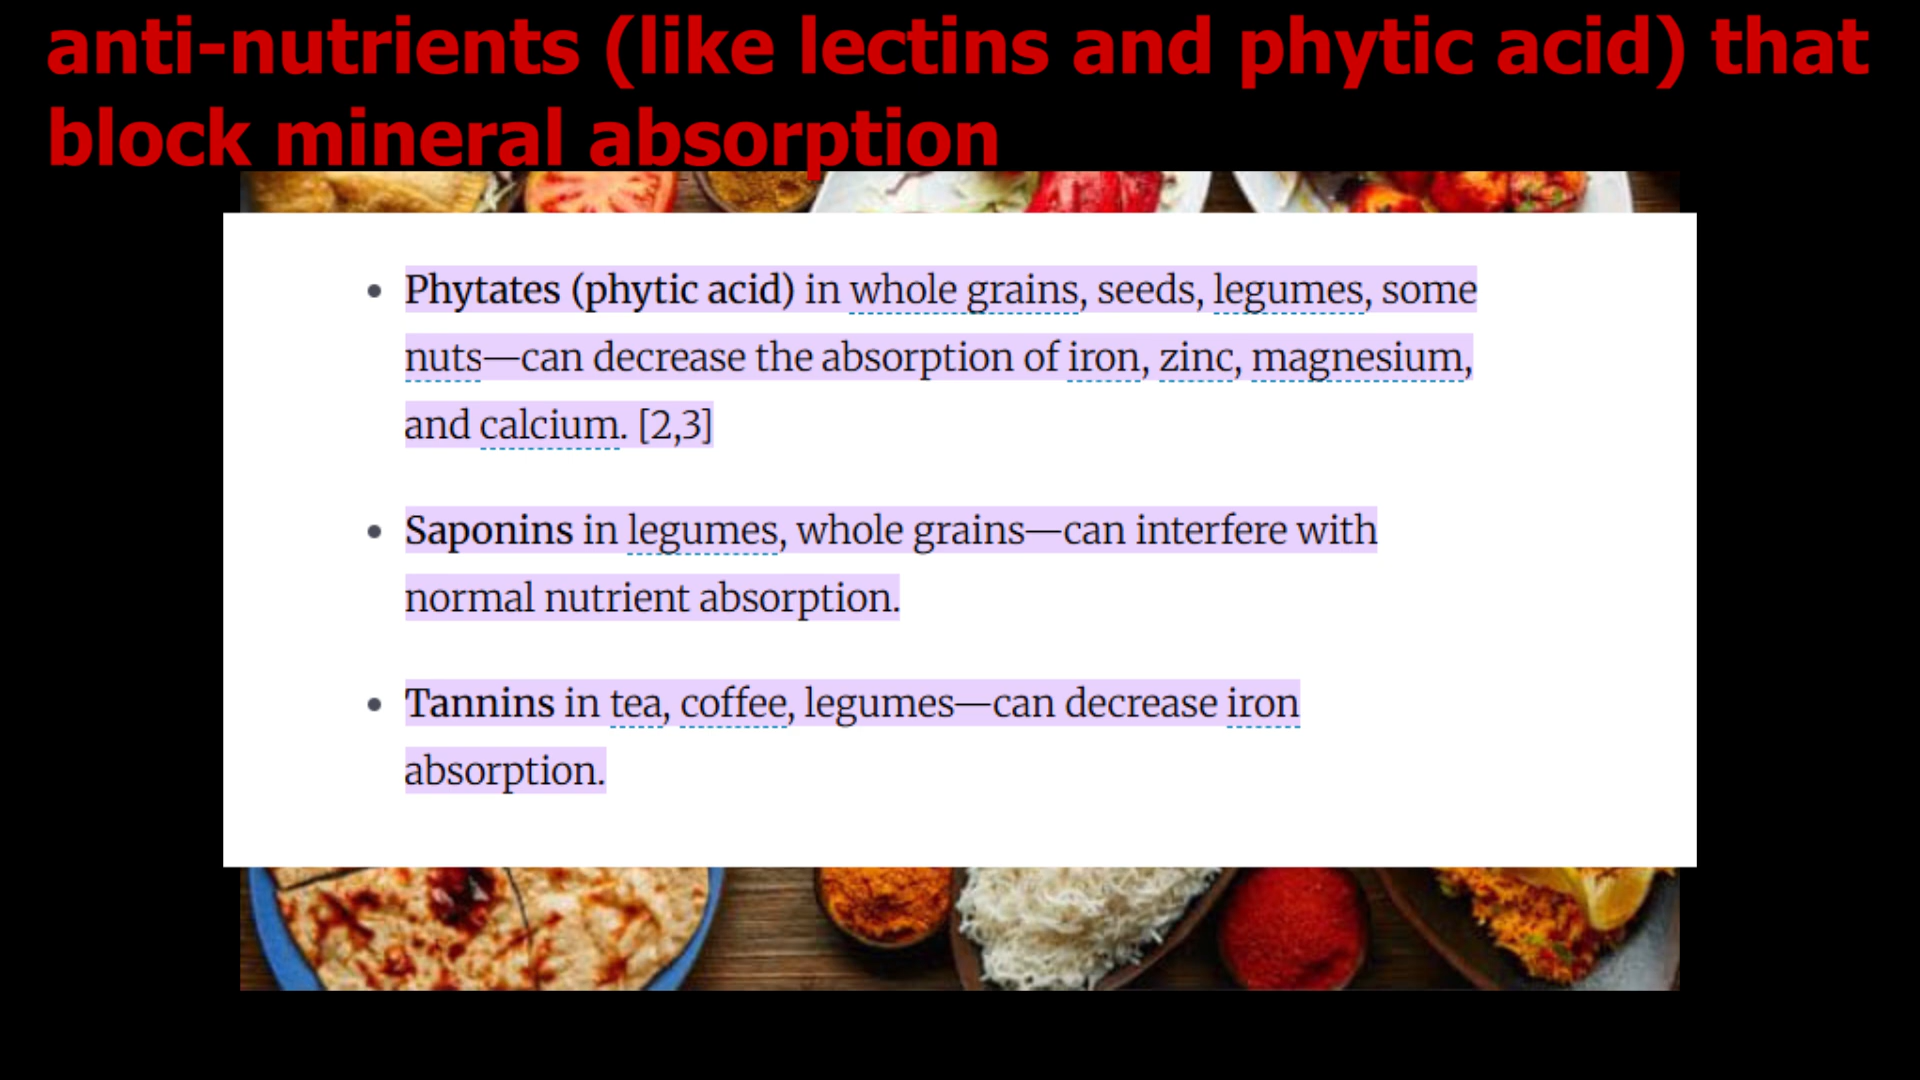 anti-nutrients (like lectins and phytic acid) that
block mineral absorption
• Phytates (phytic acid) in whole grains, seeds, legumes, some
nuts—can decrease the absorption of iron, zinc, magnesium,
and calcium. [2,3]
• Saponins in legumes, whole grains—can interfere with
normal nutrient absorption.
• Tannins in tea, coffee, legumes—can decrease iron
absorption.